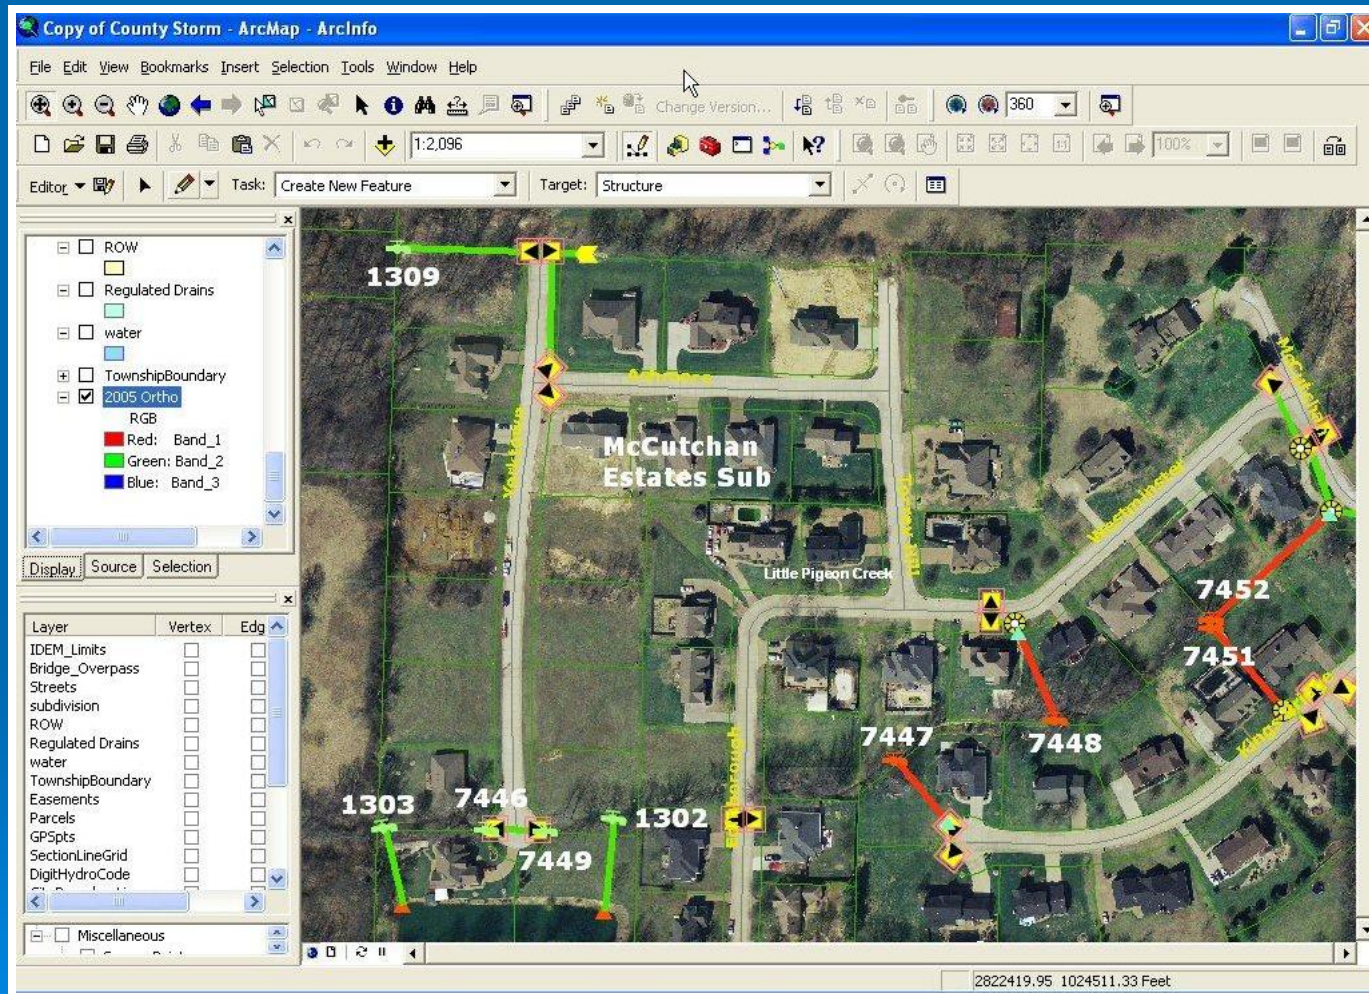 Copy of County Storm - ArcMap - ArcInfo
File Edit View Bookmarks Insert Selection Tools Window Help
Change Version... 360
1:2,096 100%
Editor Task: Create New Feature Target: Structure
ROW
Regulated Drains
water
TownshipBoundary
2005 Ortho
RGB
Red: Band_1
Green: Band_2
Blue: Band_3
Display Source Selection
Layer Vertex Edg
IDEM_Limits
Bridge_Overpass
Streets
subdivision
ROW
Regulated Drains
water
TownshipBoundary
Easements
Parcels
GPSpts
SectionLineGrid
DigitHydroCode
Miscellaneous
1309
McCutchan
Estates Sub
Little Pigeon Creek
7452
7451
7447
7448
1303
7446
1302
7449
2822419.95 1024511.33 Feet